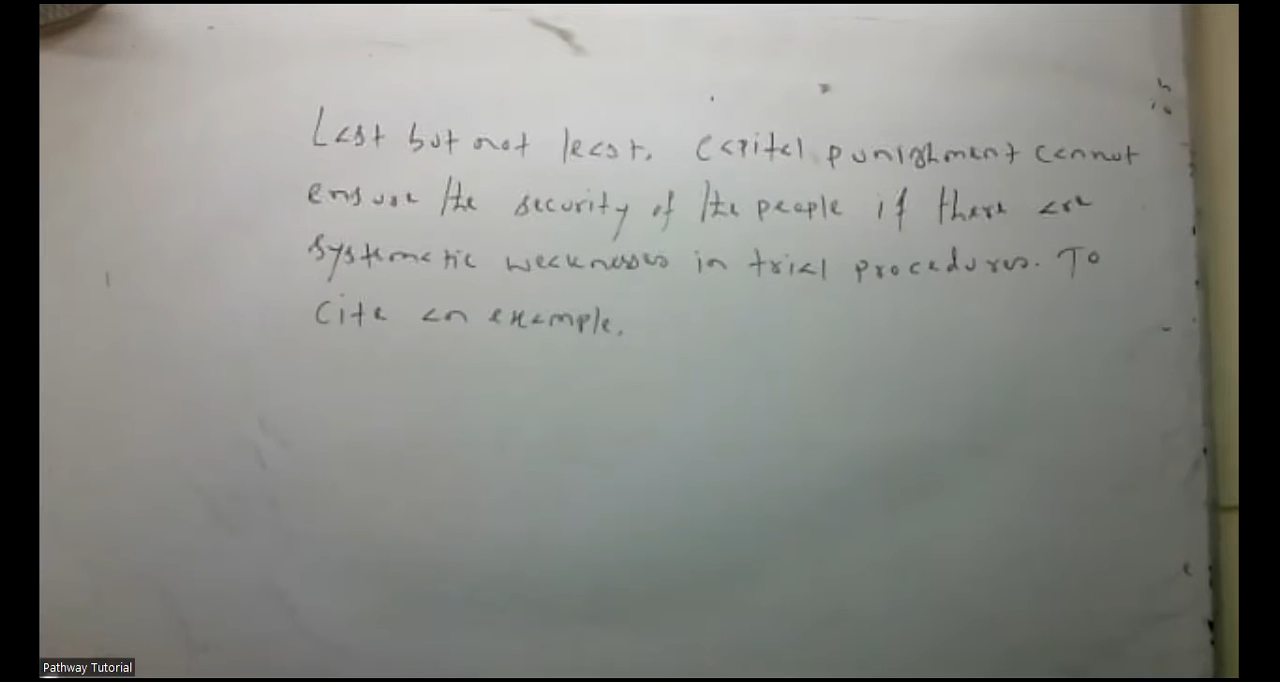 Last but not least, capital punishment cannot
ensure the security of the people if there are
systematic weaknesses in trial procedures. To
cite an example,
Pathway Tutorial